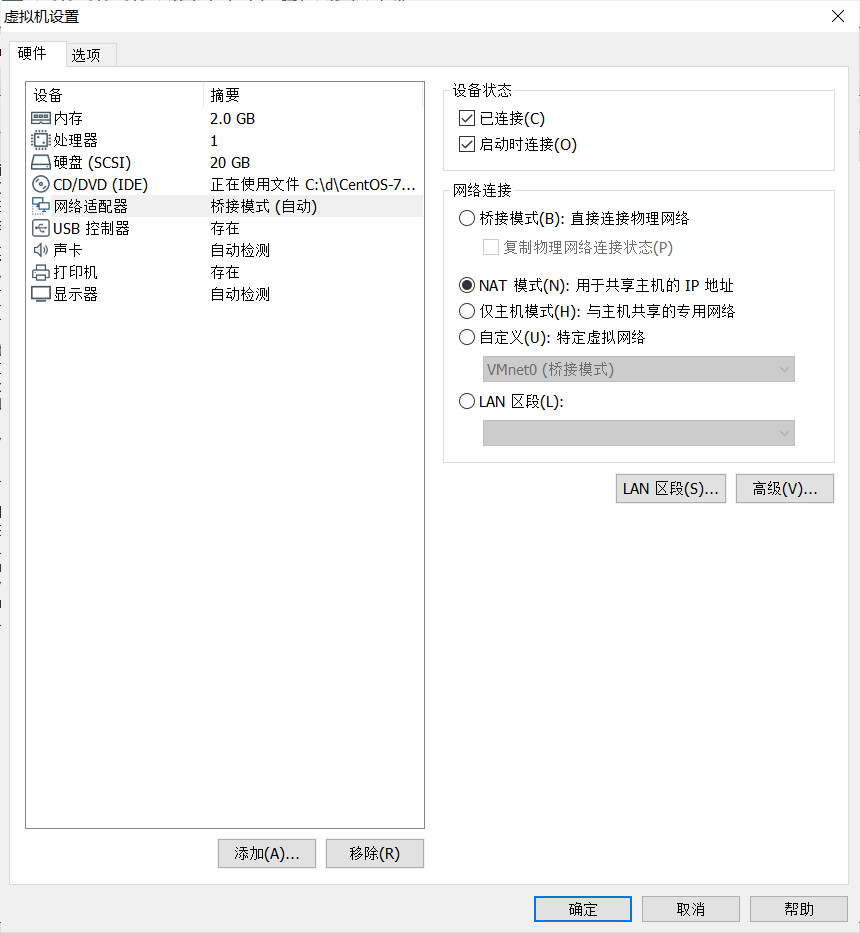 虚拟机设置
硬件 选项
设备 摘要
内存 2.0 GB
处理器 1
硬盘 (SCSI) 20 GB
CD/DVD (IDE) 正在使用文件 C:\d\CentOS-7...
网络适配器 桥接模式 (自动)
USB 控制器 存在
声卡 自动检测
打印机 存在
显示器 自动检测
添加(A)... 移除(R)
设备状态
已连接(C)
启动时连接(O)
网络连接
桥接模式(B): 直接连接物理网络
复制物理网络连接状态(P)
NAT 模式(N): 用于共享主机的 IP 地址
仅主机模式(H): 与主机共享的专用网络
自定义(U): 特定虚拟网络
VMnet0 (桥接模式)
LAN 区段(L):
LAN 区段(S)... 高级(V)...
确定 取消 帮助